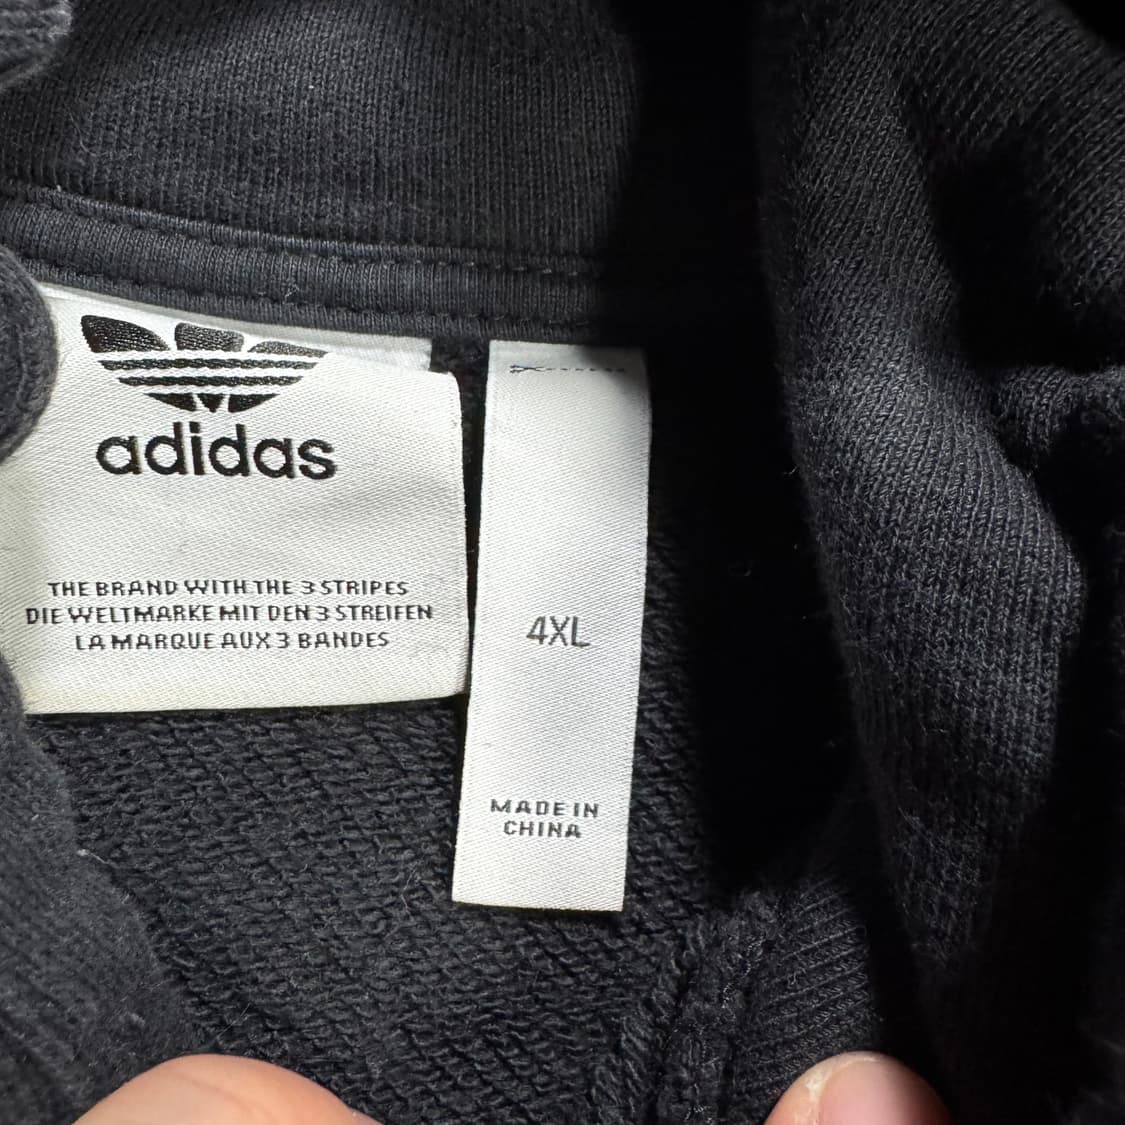 adidas
THE BRAND WITH THE 3 STRIPES
DIE WELTMARKE MIT DEN 3 STREIFEN
LA MARQUE AUX 3 BANDES
4XL
MADE IN
CHINA